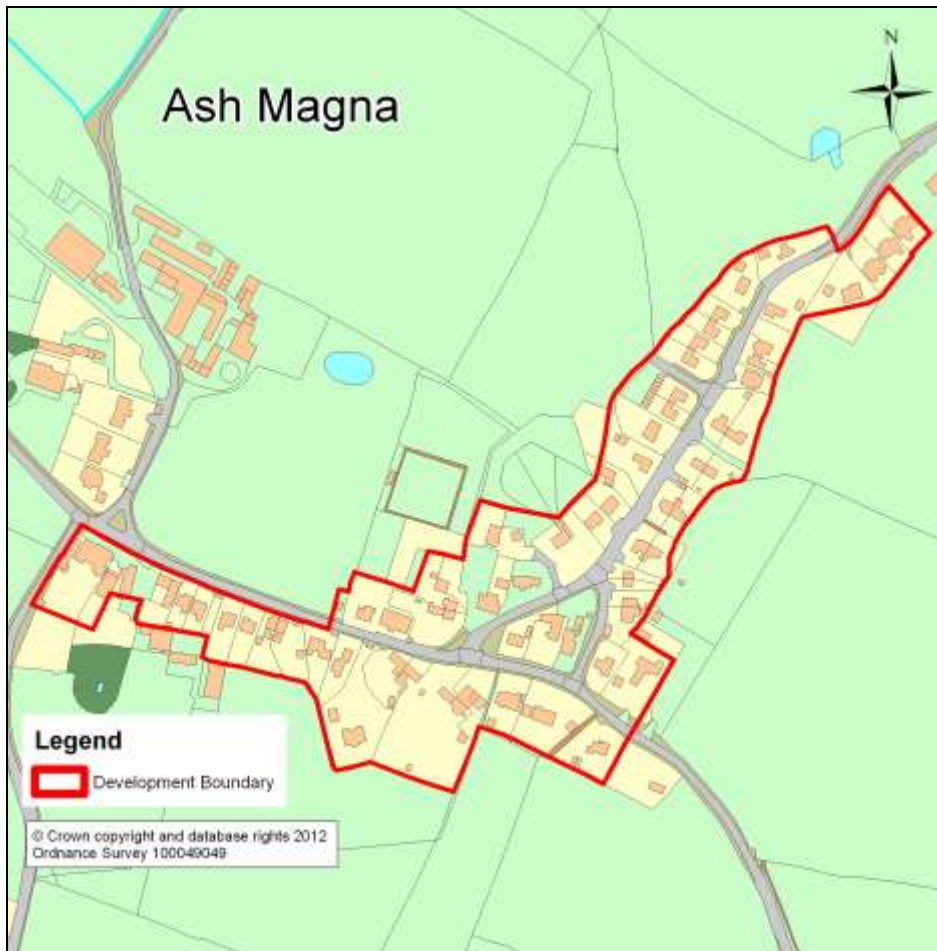 Ash Magna
N
Legend
Development Boundary
© Crown copyright and database rights 2012
Ordnance Survey 100049049